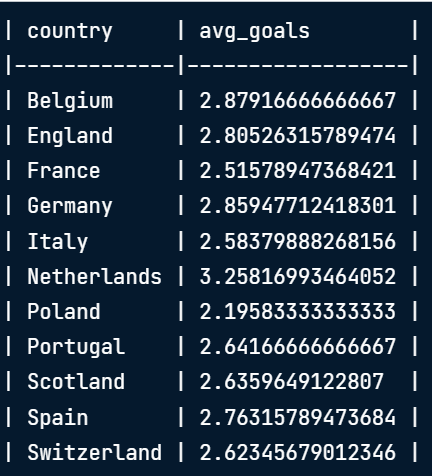 | country     | avg_goals        |
|-------------|------------------|
| Belgium     | 2.87916666666667 |
| England     | 2.80526315789474 |
| France      | 2.51578947368421 |
| Germany     | 2.85947712418301 |
| Italy       | 2.58379888268156 |
| Netherlands | 3.25816993464052 |
| Poland      | 2.19583333333333 |
| Portugal    | 2.64166666666667 |
| Scotland    | 2.6359649122807  |
| Spain       | 2.76315789473684 |
| Switzerland | 2.62345679012346 |